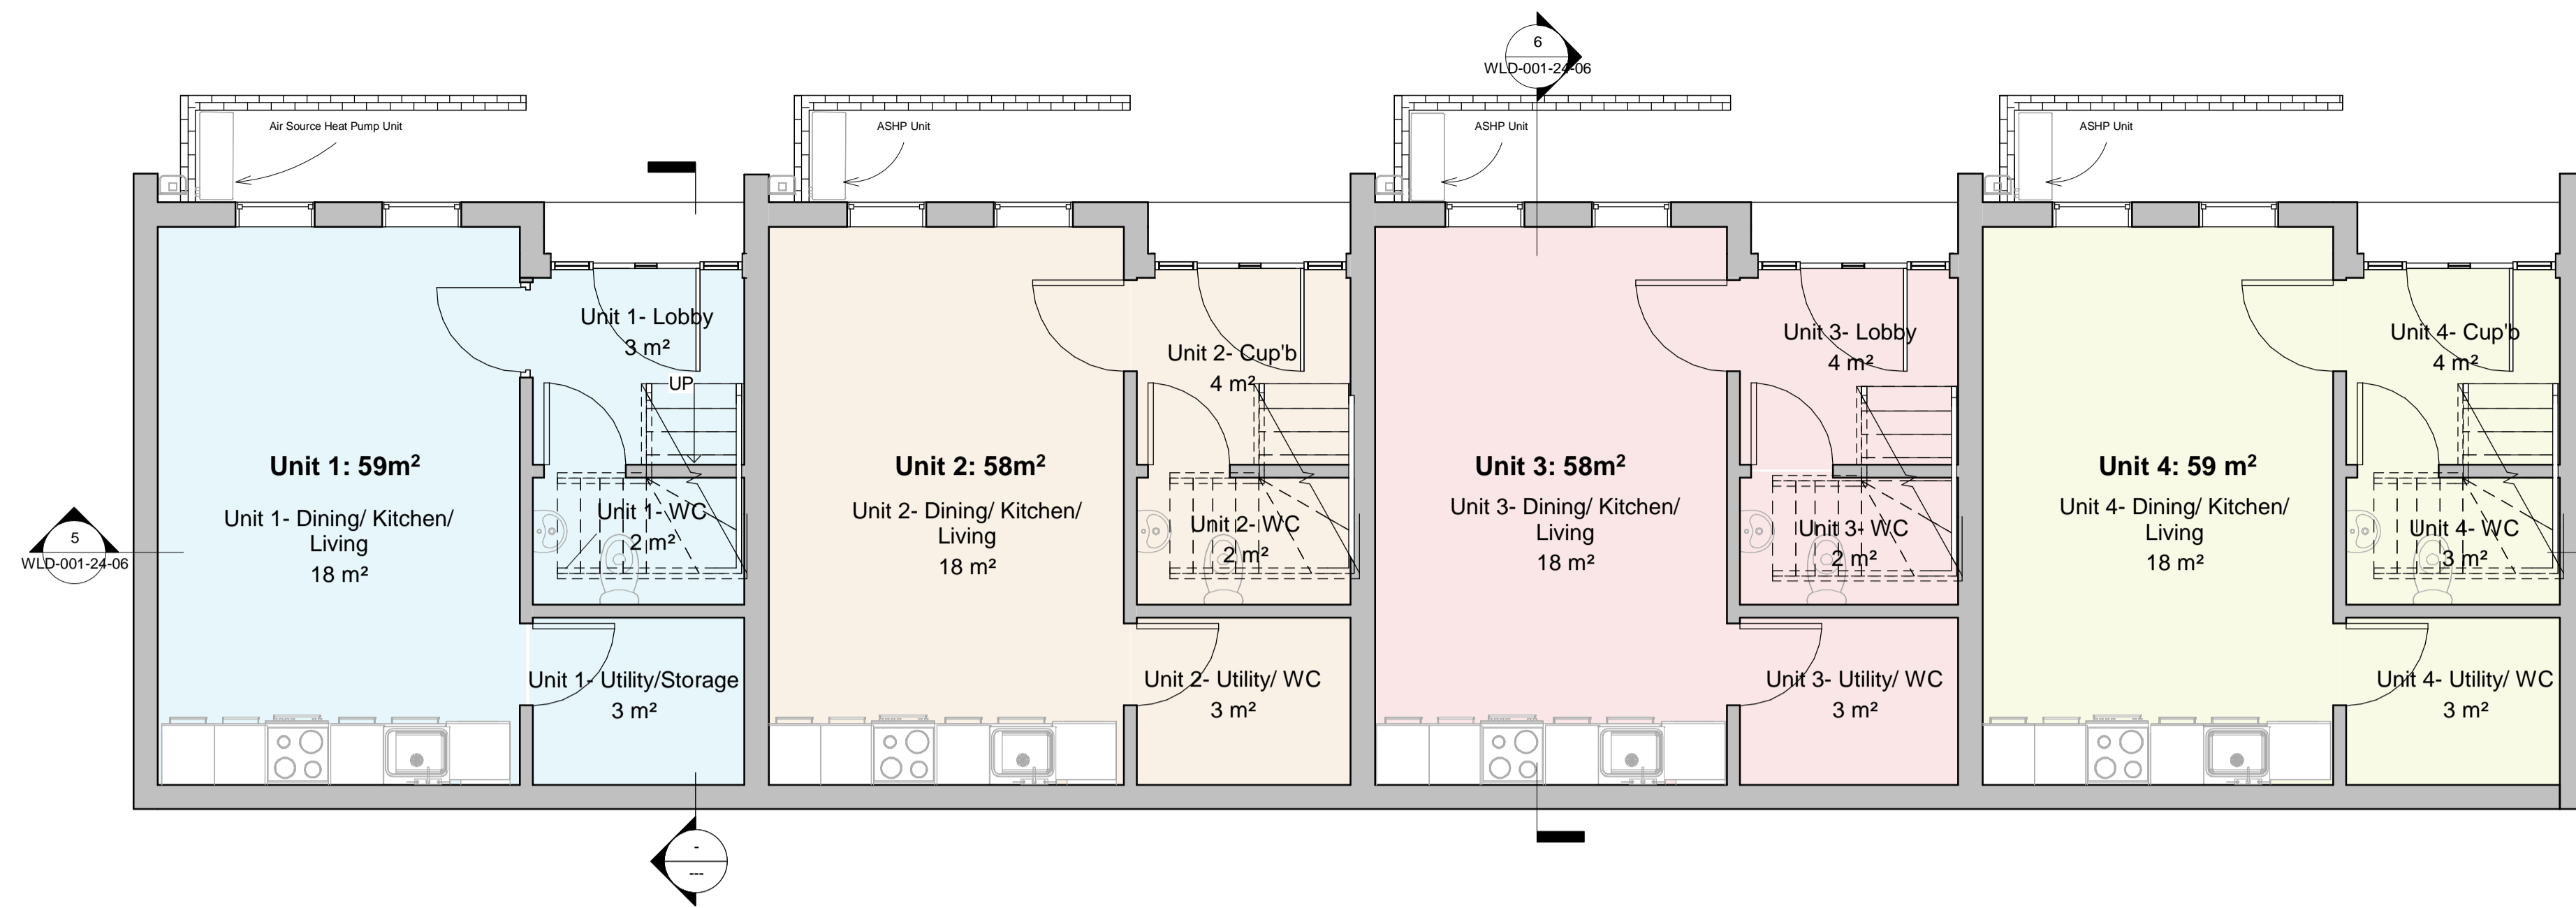 6
WLD-001-24-06
Air Source Heat Pump Unit
ASHP Unit
ASHP Unit
ASHP Unit
Unit 1- Lobby
3 m²
UP
Unit 2- Cup'b
4 m²
Unit 3- Lobby
4 m²
Unit 4- Cup'b
4 m²
Unit 1: 59m²
Unit 1- Dining/ Kitchen/
Living
18 m²
Unit 1- WC
2 m²
Unit 2: 58m²
Unit 2- Dining/ Kitchen/
Living
18 m²
Unit 2- WC
2 m²
Unit 3: 58m²
Unit 3- Dining/ Kitchen/
Living
18 m²
Unit 3- WC
2 m²
Unit 4: 59 m²
Unit 4- Dining/ Kitchen/
Living
18 m²
Unit 4- WC
3 m²
5
WLD-001-24-06
Unit 1- Utility/Storage
3 m²
Unit 2- Utility/ WC
3 m²
Unit 3- Utility/ WC
3 m²
Unit 4- Utility/ WC
3 m²
-
---